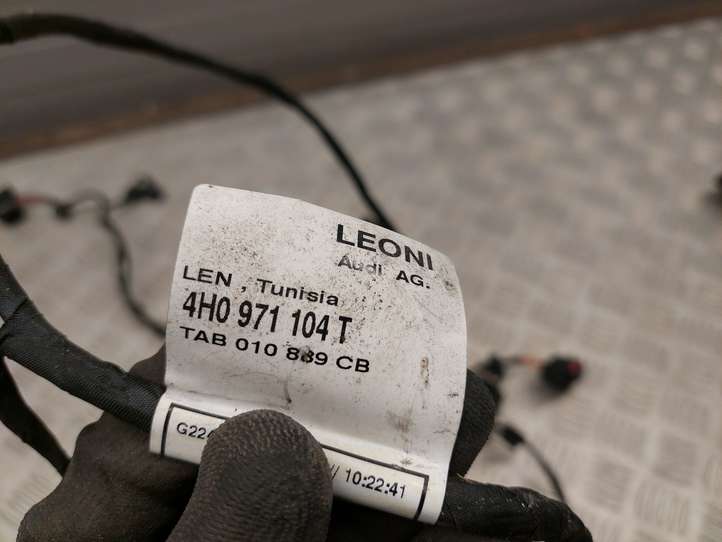 LEONI
Audi AG.
LEN , Tunisia
4H0 971 104 T
TAB 010 889 CB
// 10:22:41